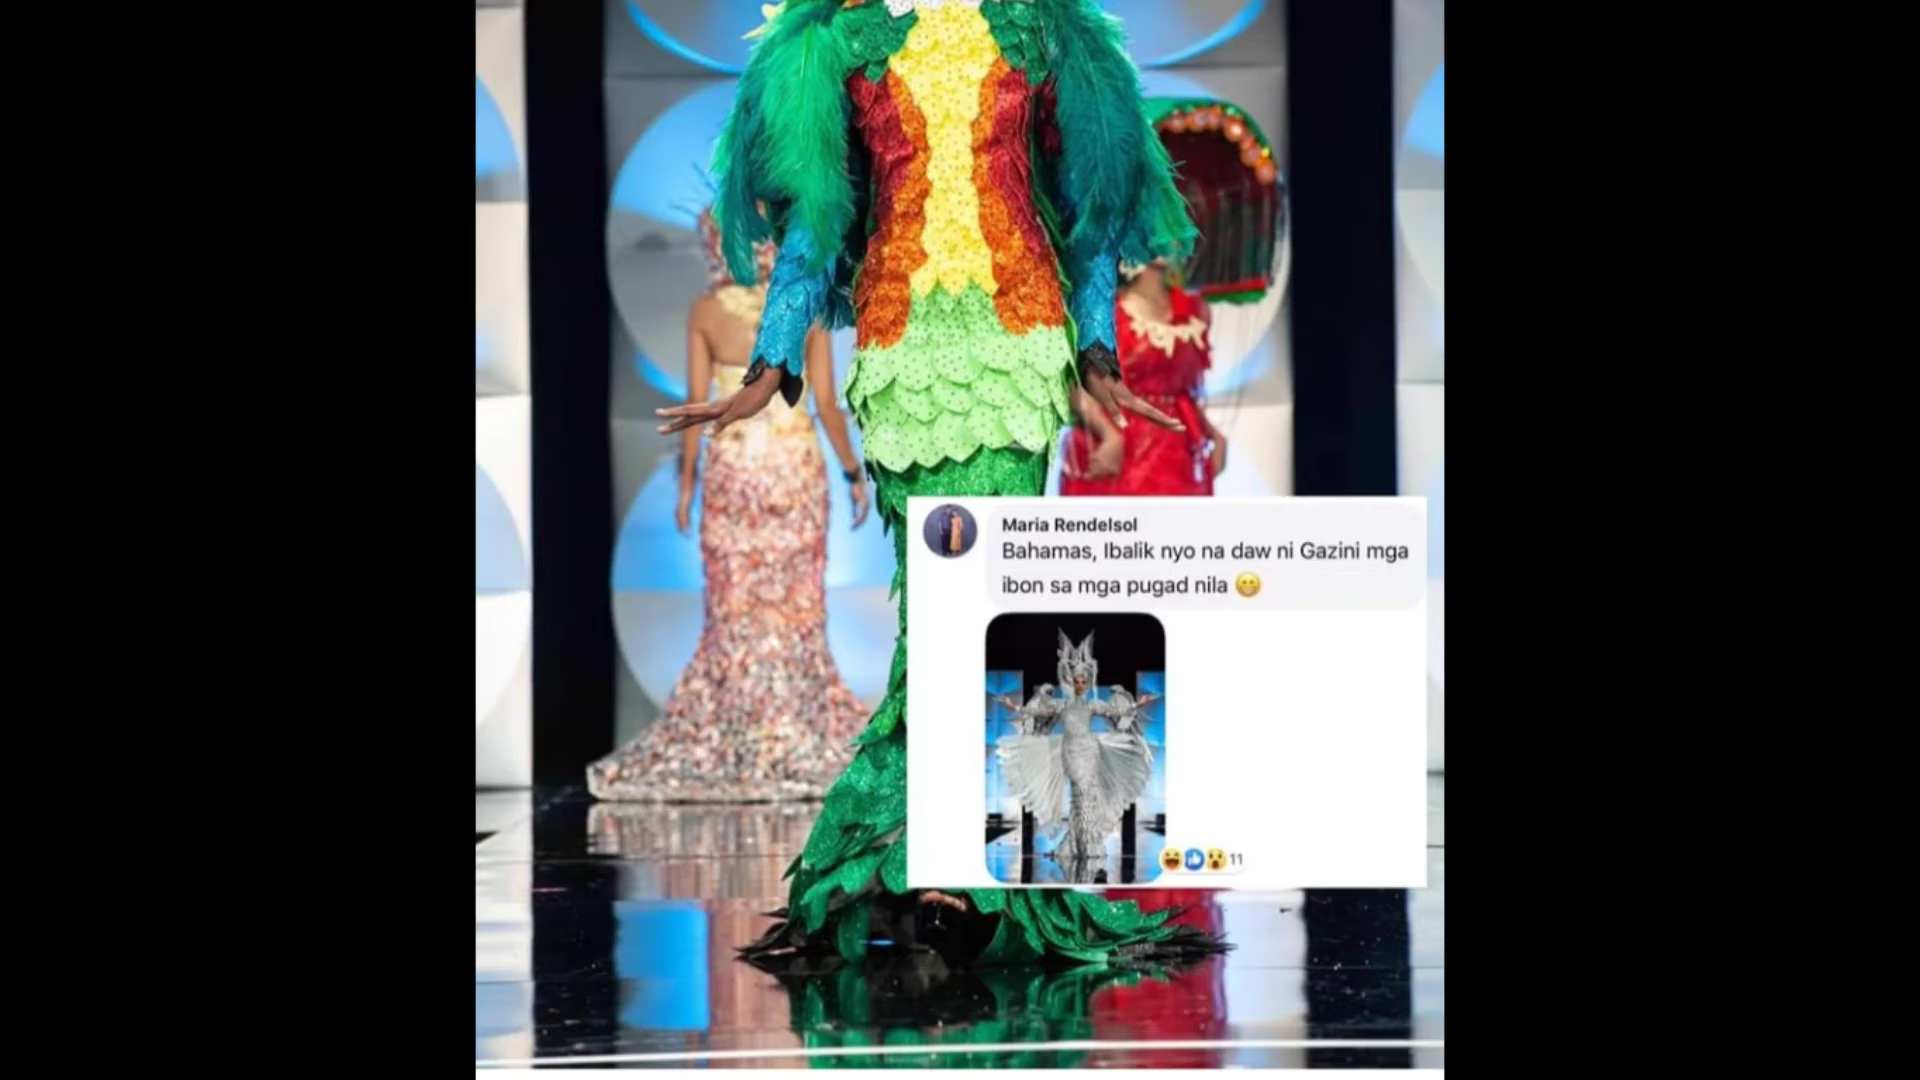 Maria Rendelsol
Bahamas, Ibalik nyo na daw ni Gazini mga
ibon sa mga pugad nila 😁
11